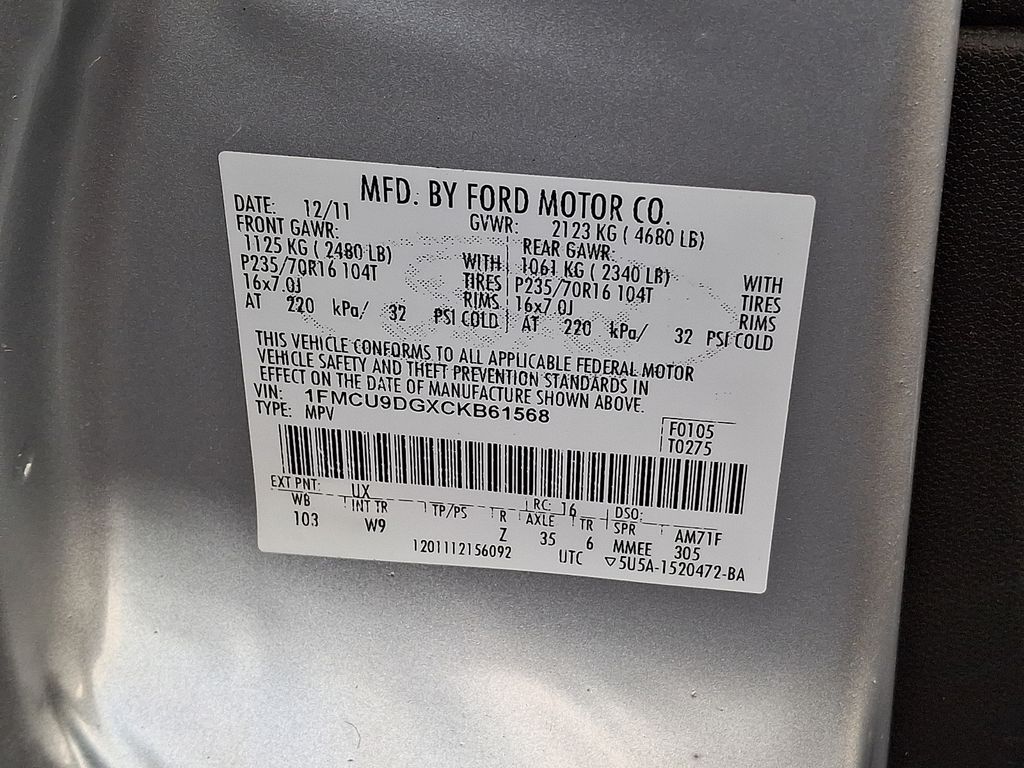 MFD. BY FORD MOTOR CO.
DATE: 12/11 GVWR: 2123 KG ( 4680 LB)
FRONT GAWR: REAR GAWR:
1125 KG ( 2480 LB) WITH 1061 KG ( 2340 LB) WITH
P235/70R16 104T TIRES P235/70R16 104T TIRES
16x7.0J RIMS 16x7.0J RIMS
AT 220 kPa/ 32 PSI COLD AT 220 kPa/ 32 PSI COLD
THIS VEHICLE CONFORMS TO ALL APPLICABLE FEDERAL MOTOR
VEHICLE SAFETY AND THEFT PREVENTION STANDARDS IN
EFFECT ON THE DATE OF MANUFACTURE SHOWN ABOVE.
VIN: 1FMCU9DGXCKB61568
TYPE: MPV
F0105
T0275
EXT PNT: UX RC: 16 DSO:
WB INT TR TP/PS R AXLE TR SPR AM71F
103 W9 Z 35 6 MMEE 305
1201112156092 UTC ▽5U5A-1520472-BA